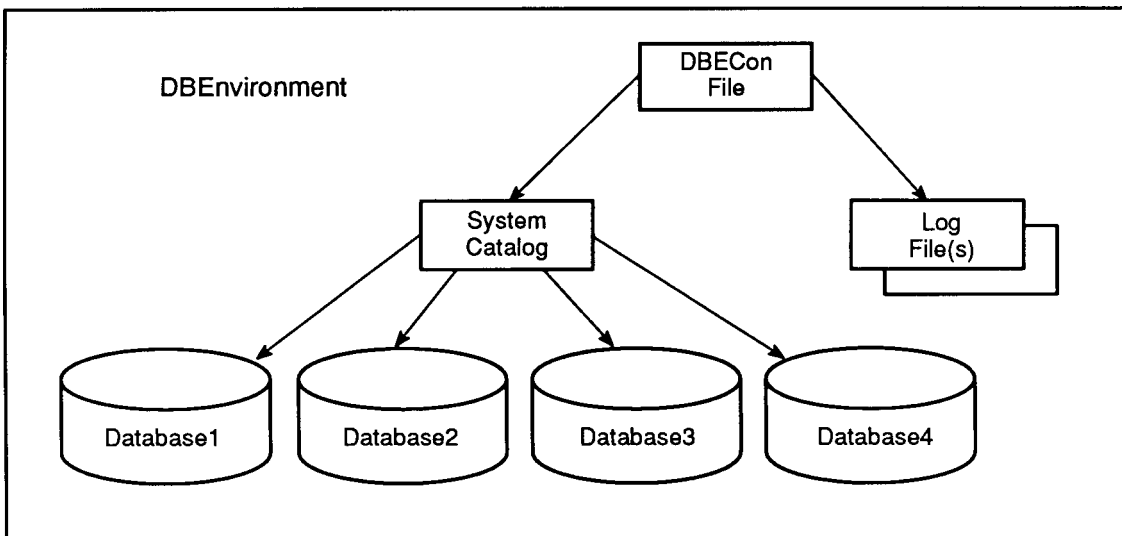 DBEnvironment
DBECon
File
System
Catalog
Log
File(s)
Database1
Database2
Database3
Database4